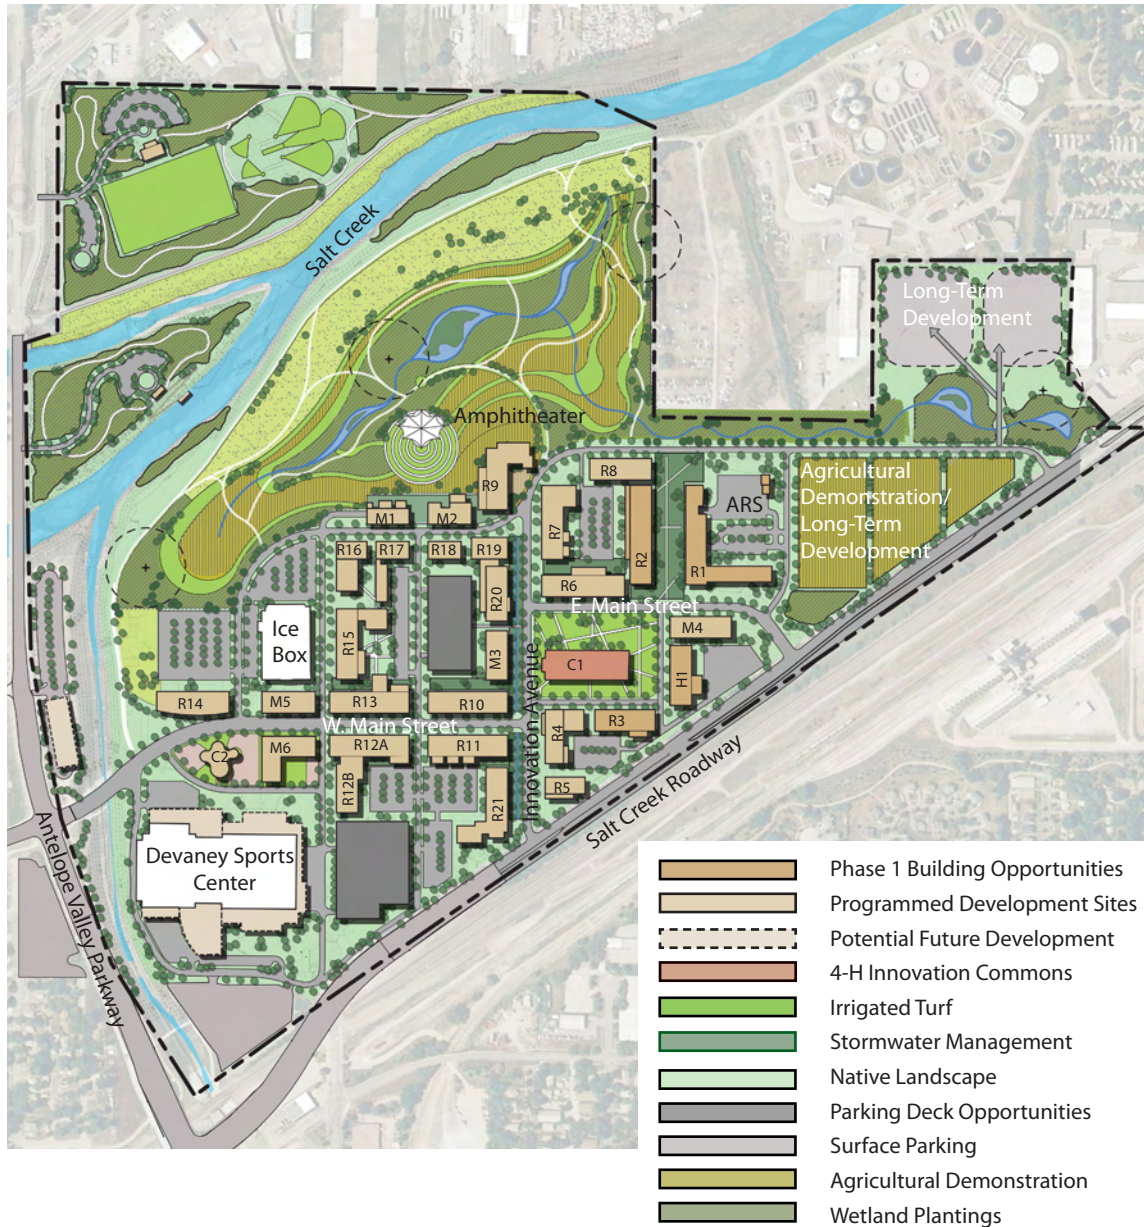 Salt Creek
Long-Term
Development
Amphitheater
R9
R8
Agricultural
Demonstration/
Long-Term
Development
ARS
M1
M2
R7
R2
R1
R16
R17
R18
R19
R20
R6
E. Main Street
Ice
Box
R15
M3
C1
M4
H1
R14
M5
R13
R10
W. Main Street
Innovation Avenue
R4
R3
C2
M6
R12A
R11
R12B
R21
R5
Salt Creek Roadway
Antelope Valley Parkway
Devaney Sports
Center
Phase 1 Building Opportunities
Programmed Development Sites
Potential Future Development
4-H Innovation Commons
Irrigated Turf
Stormwater Management
Native Landscape
Parking Deck Opportunities
Surface Parking
Agricultural Demonstration
Wetland Plantings